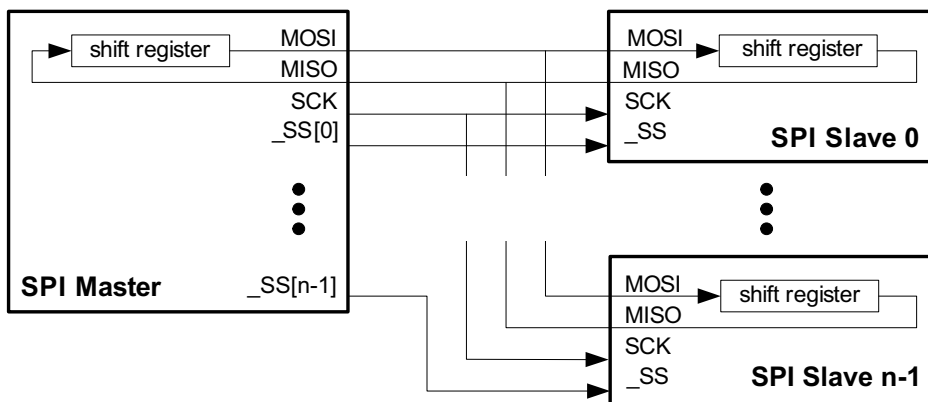 shift register
MOSI
MISO
SCK
_SS[0]
_SS[n-1]
SPI Master
MOSI
shift register
MISO
SCK
_SS
SPI Slave 0
MOSI
shift register
MISO
SCK
_SS
SPI Slave n-1